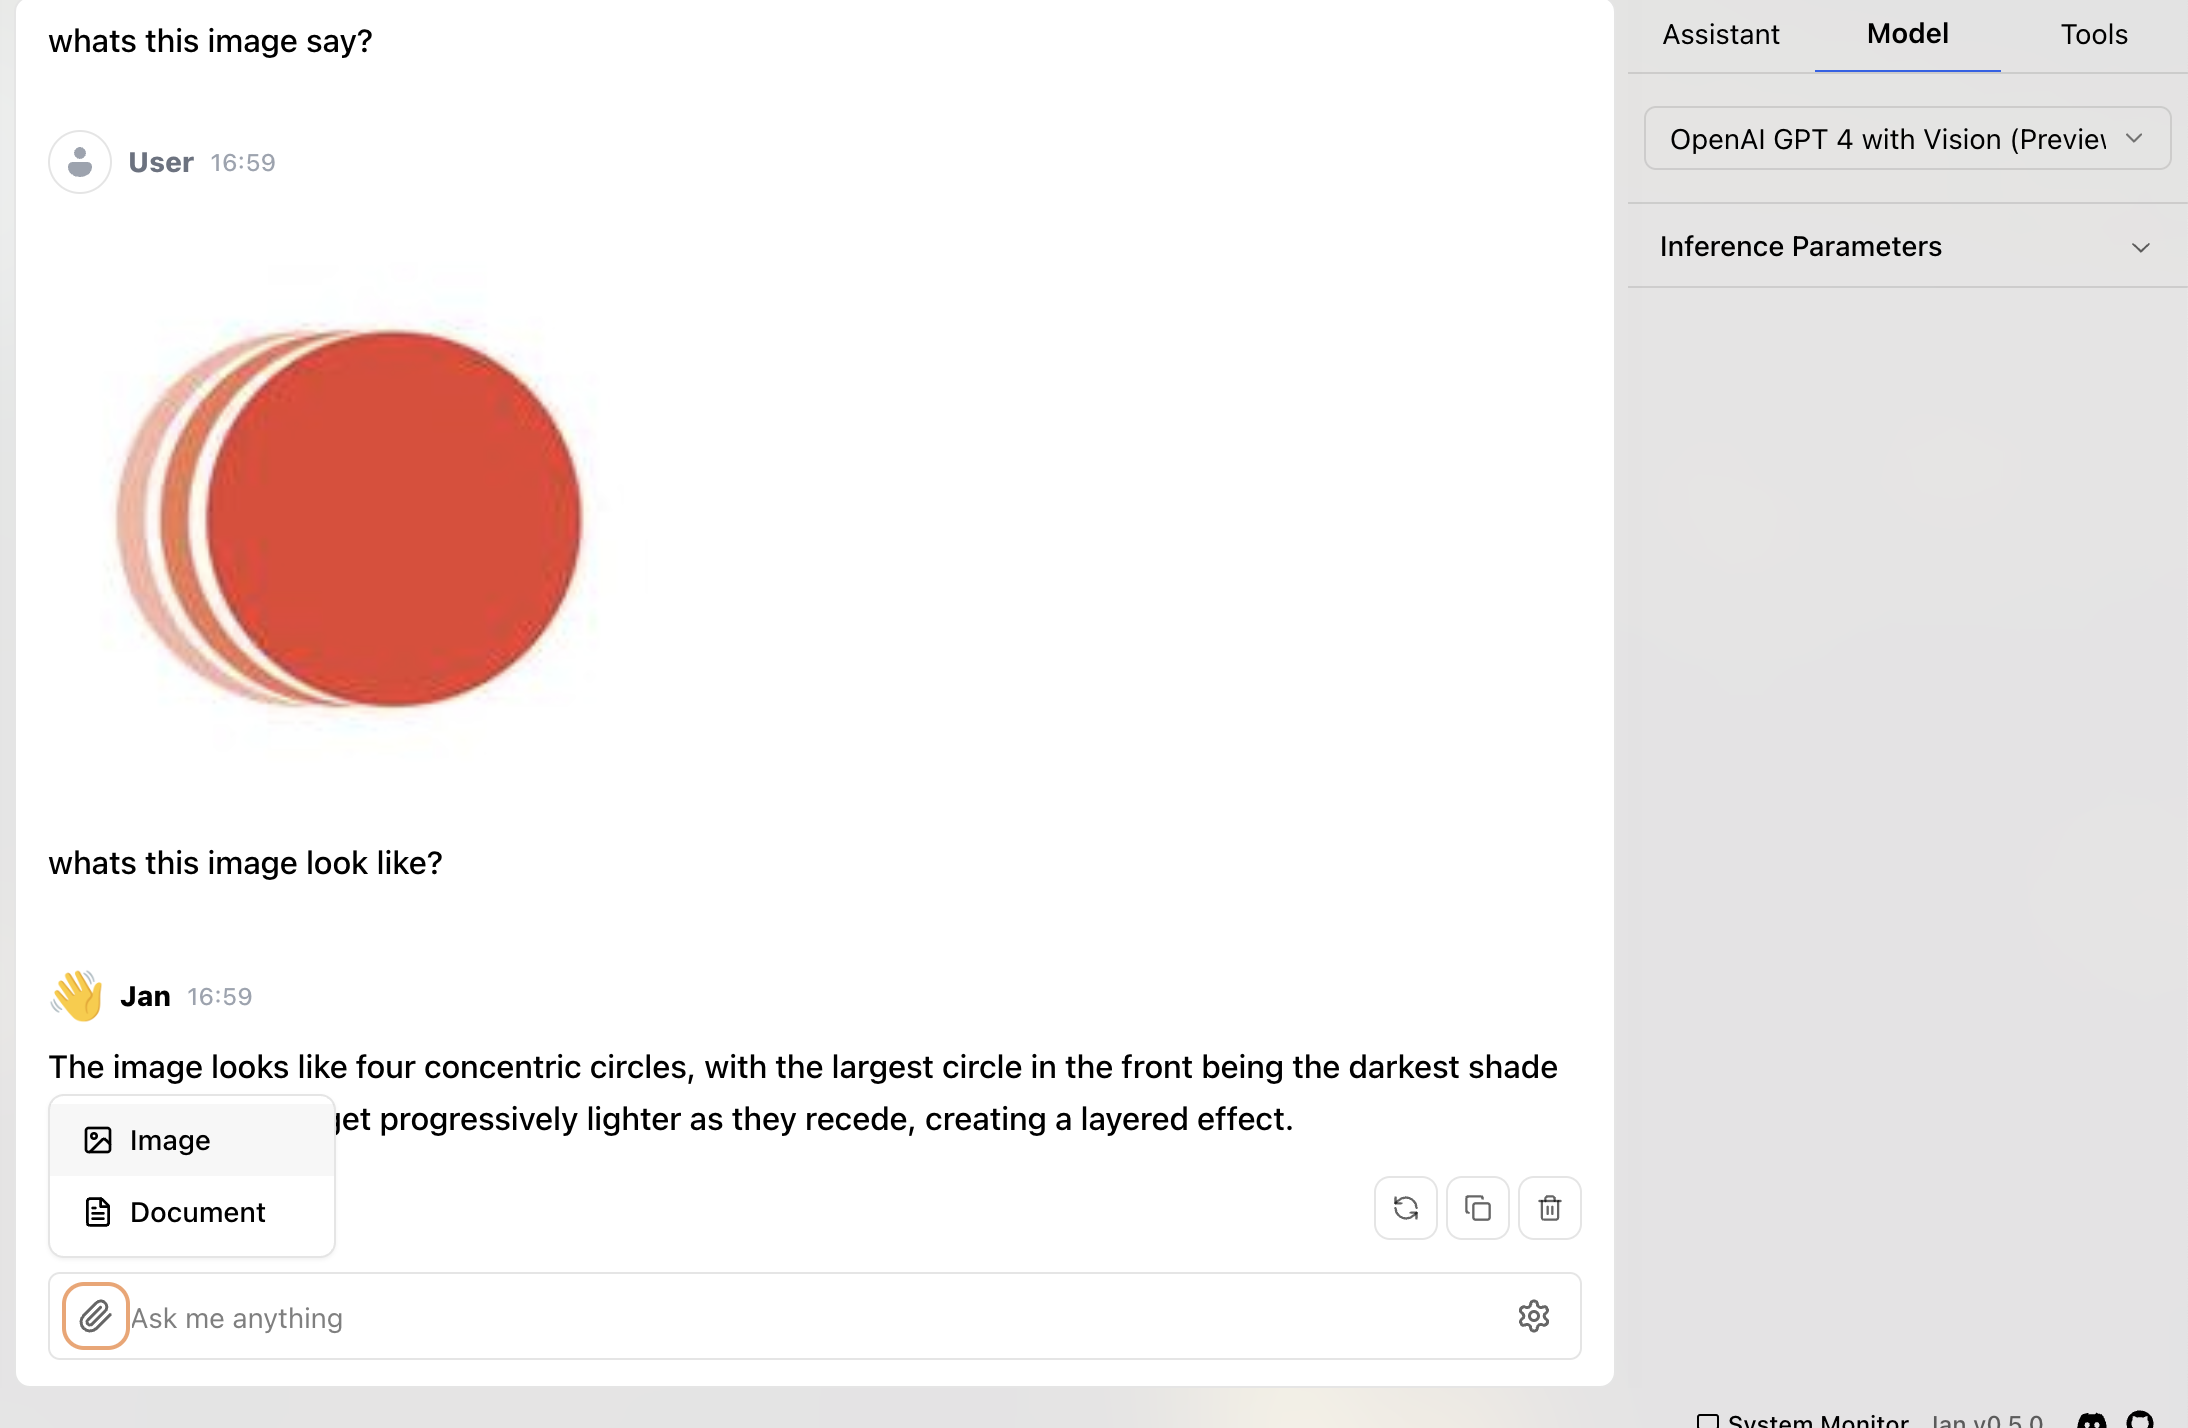 whats this image say?
User 16:59
whats this image look like?
Jan 16:59
The image looks like four concentric circles, with the largest circle in the front being the darkest shade
get progressively lighter as they recede, creating a layered effect.
Image
Document
Ask me anything
Assistant Model Tools
OpenAI GPT 4 with Vision (Previe
Inference Parameters
System Monitor Jan v0.5.0